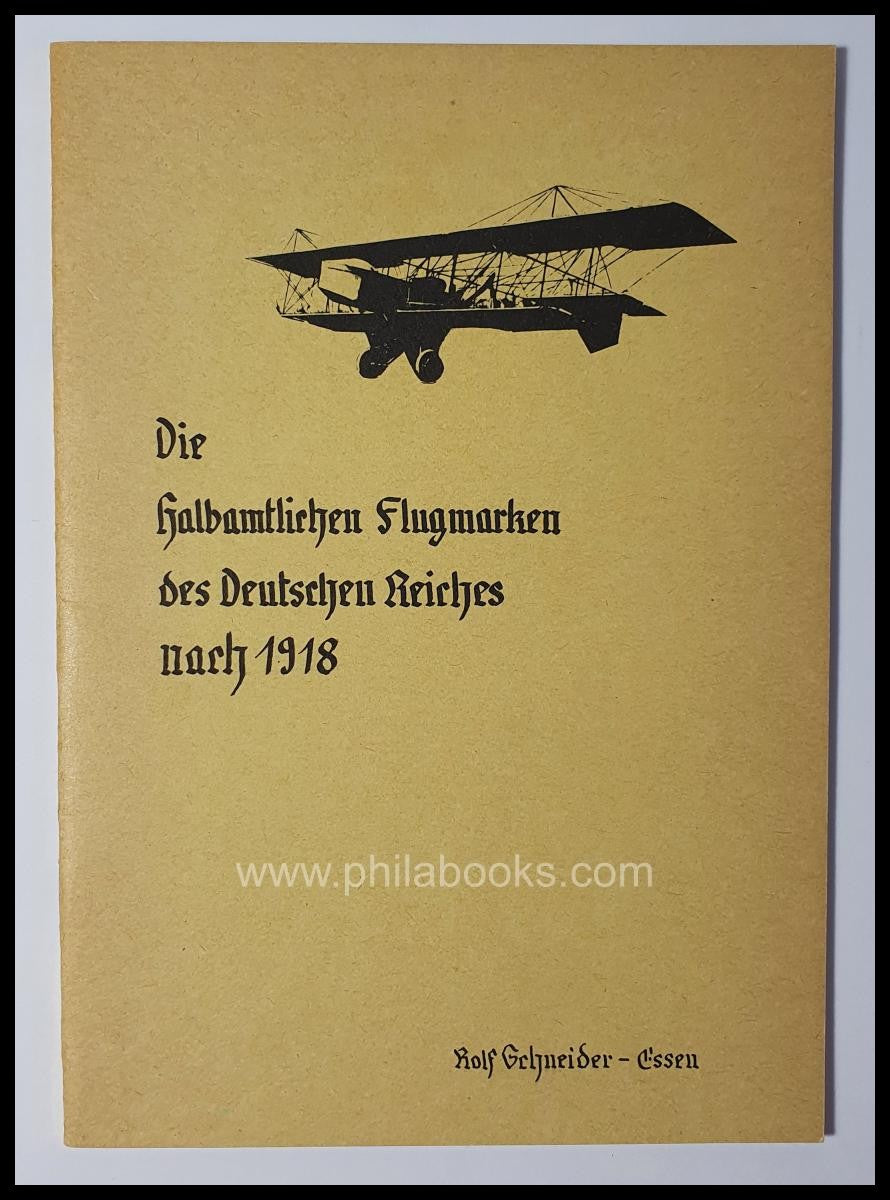 Die
halbamtlichen Flugmarken
des Deutschen Reiches
nach 1918
www.philabooks.com
Rolf Schneider - Essen